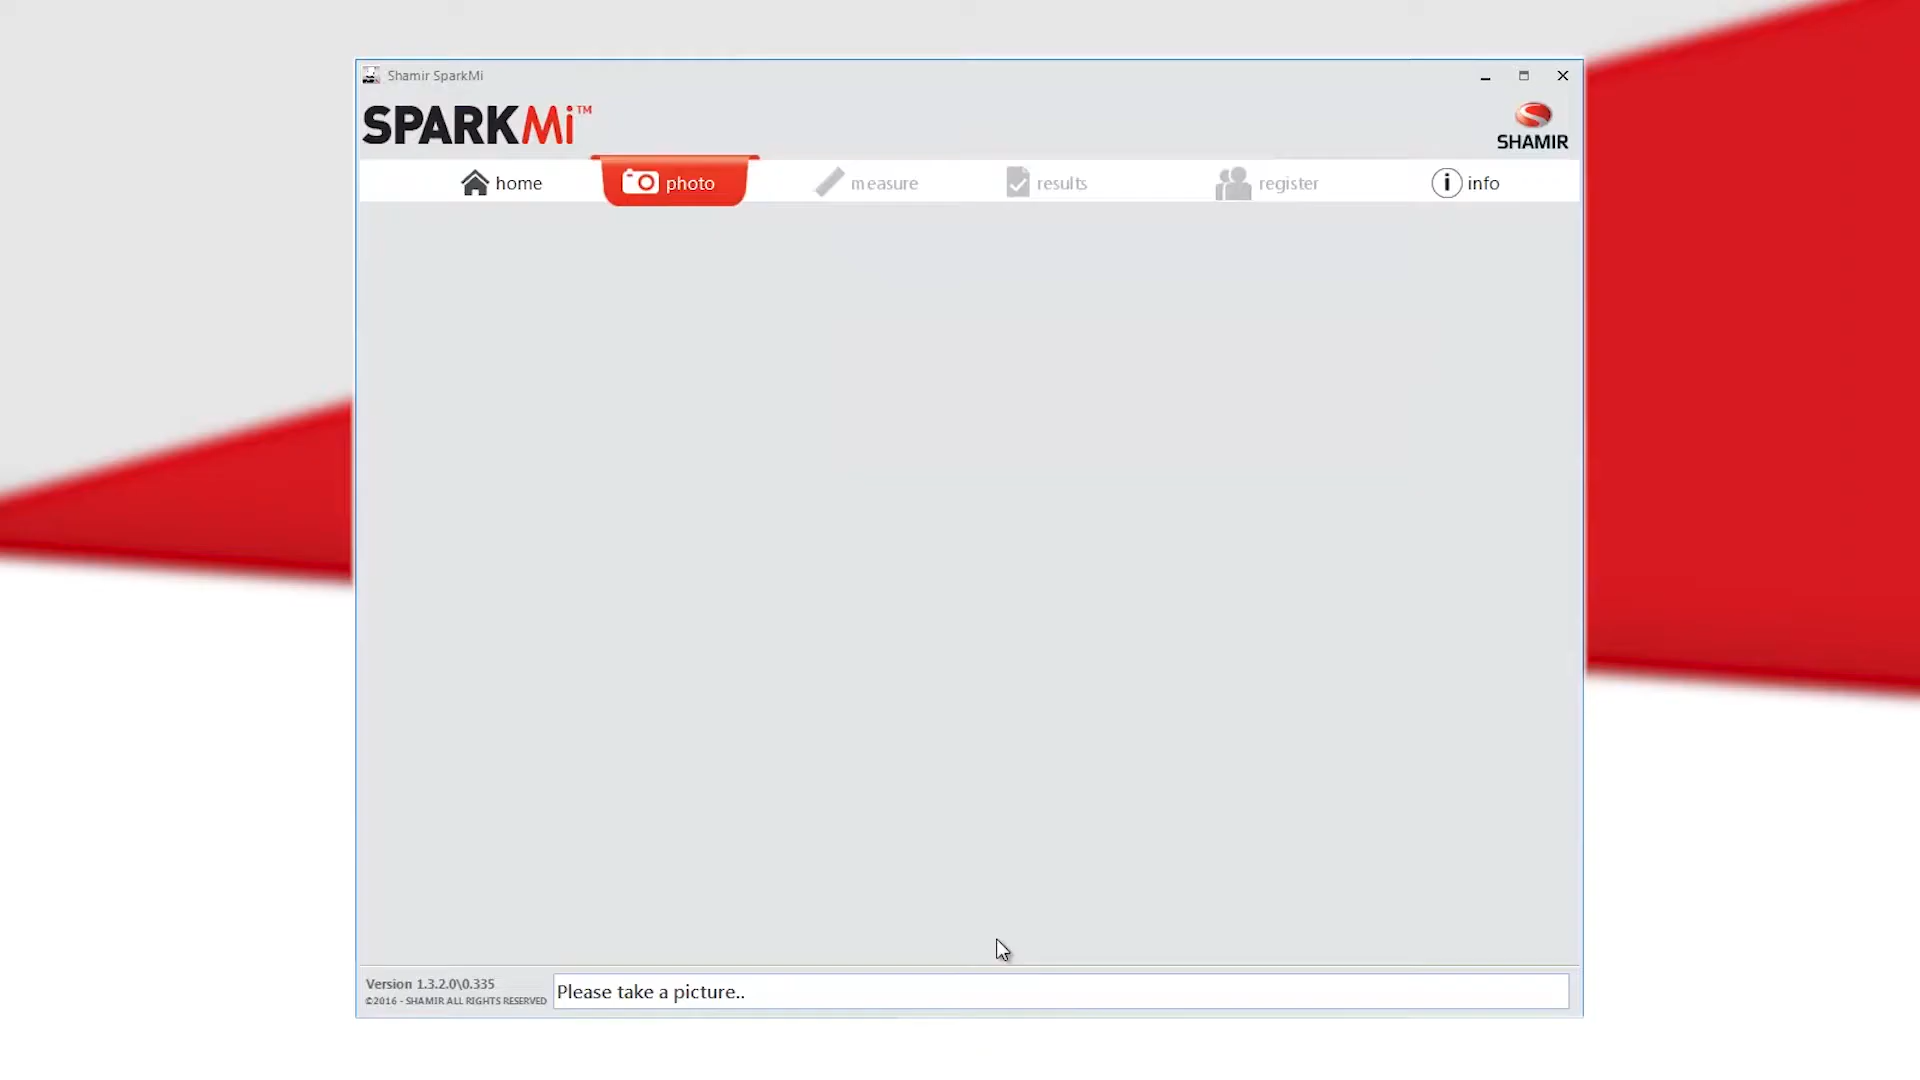 Shamir SparkMi
SPARKMi™
SHAMIR
home
photo
measure
results
register
info
Version 1.3.2.0\0.335
©2016 - SHAMIR ALL RIGHTS RESERVED
Please take a picture..